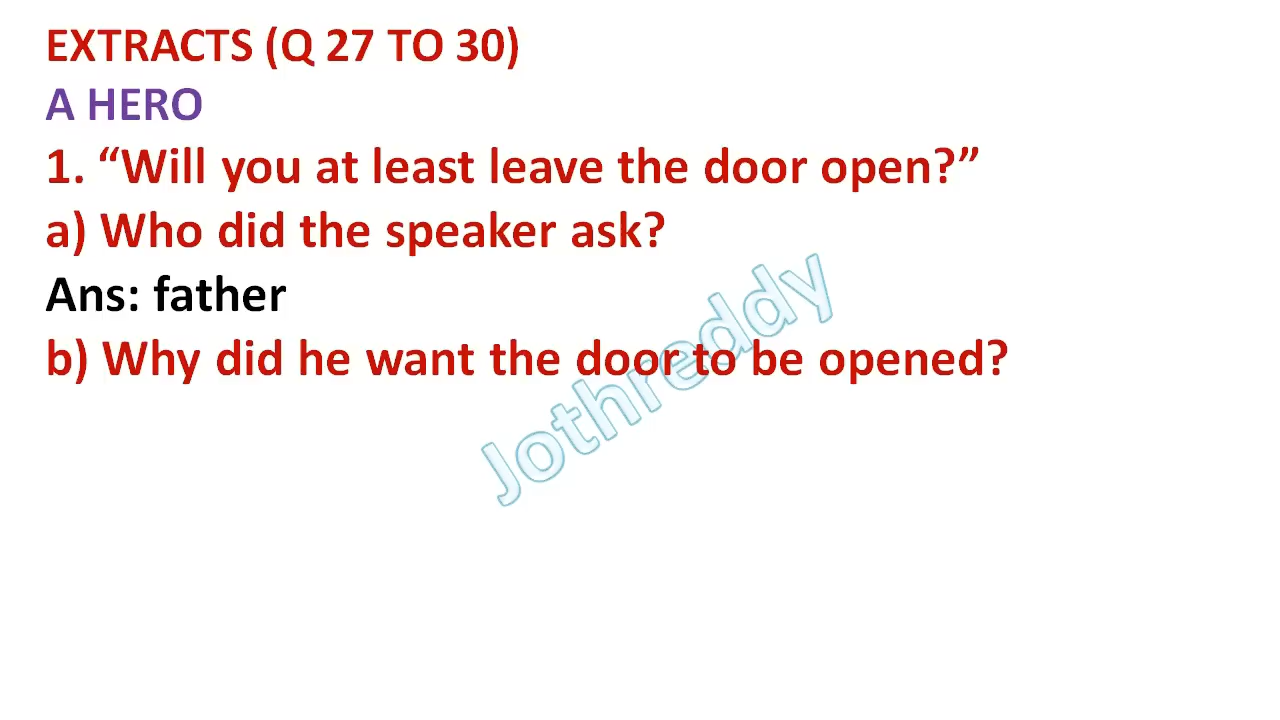 EXTRACTS (Q 27 TO 30)
A HERO
1. “Will you at least leave the door open?”
a) Who did the speaker ask?
Ans: father
b) Why did he want the door to be opened?
Jothreddy